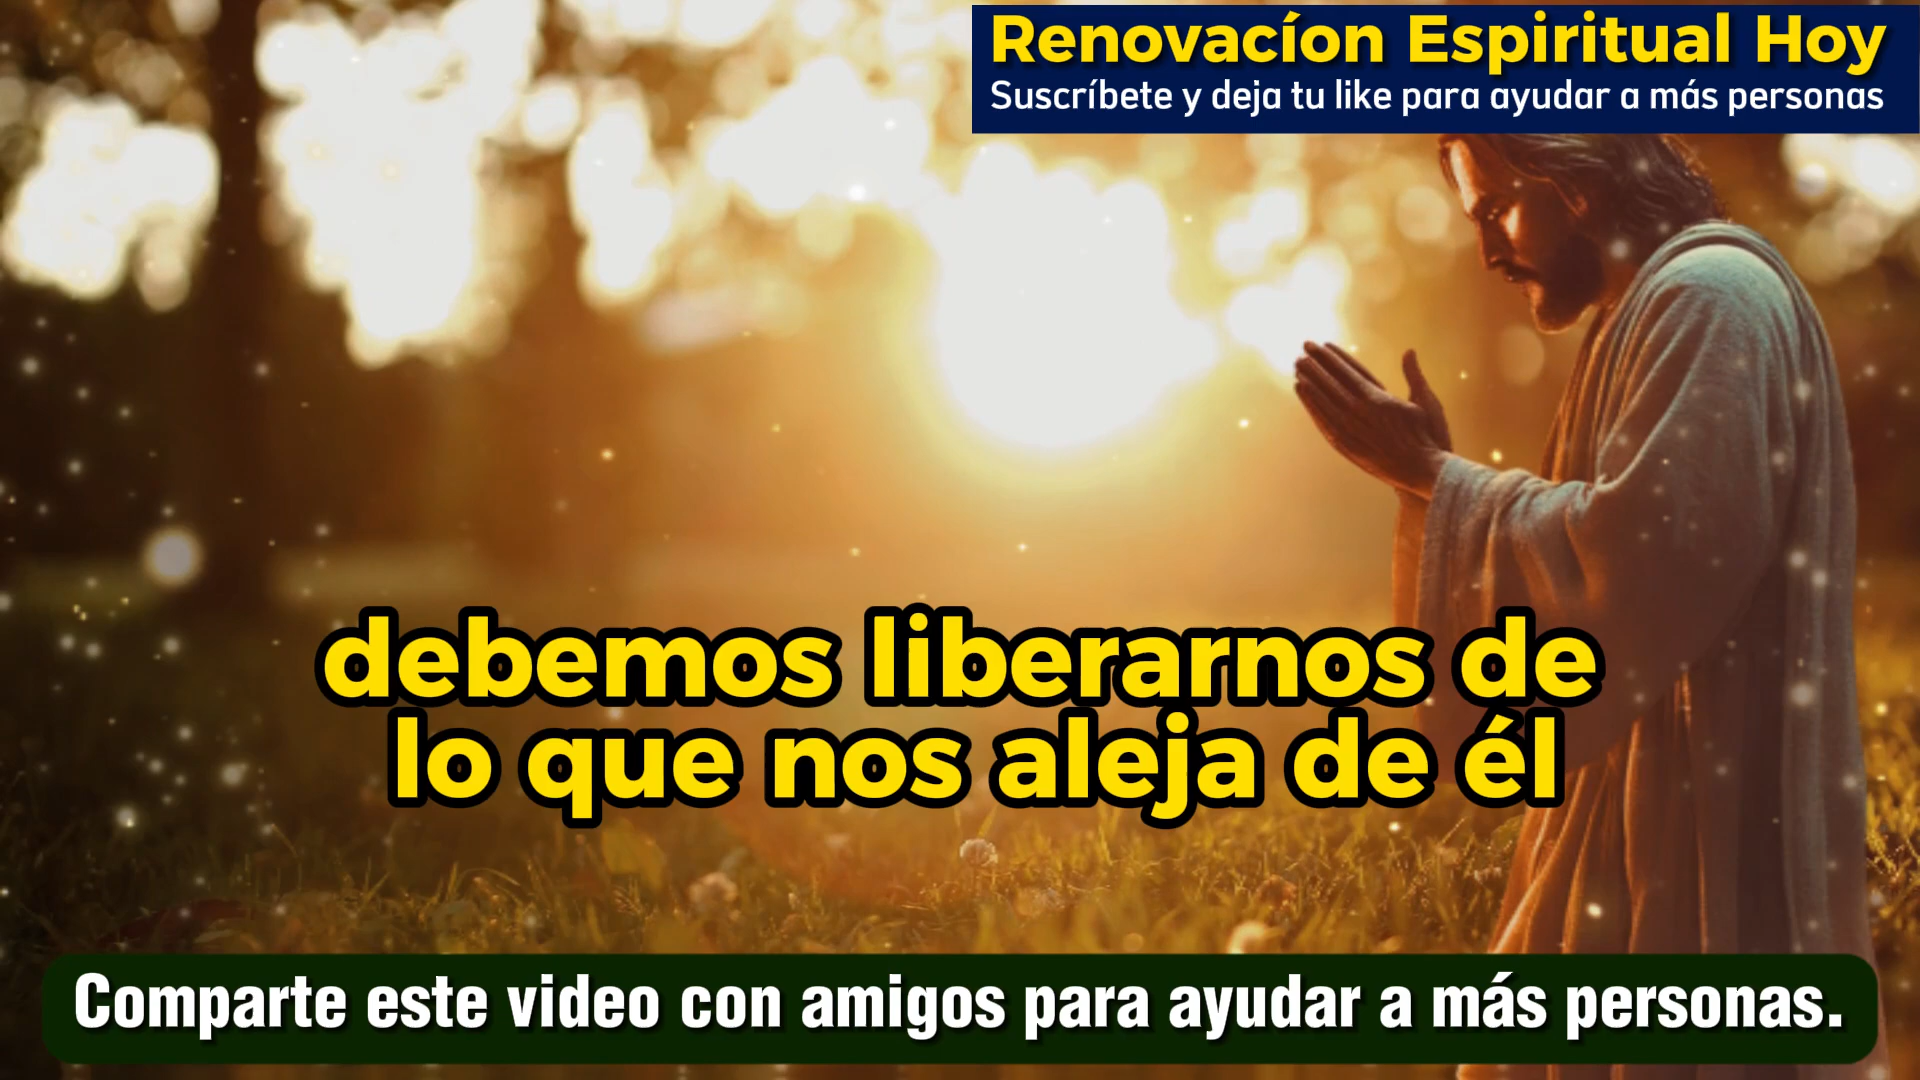 Renovacíon Espiritual Hoy
Suscríbete y deja tu like para ayudar a más personas
debemos liberarnos de
lo que nos aleja de él
Comparte este video con amigos para ayudar a más personas.